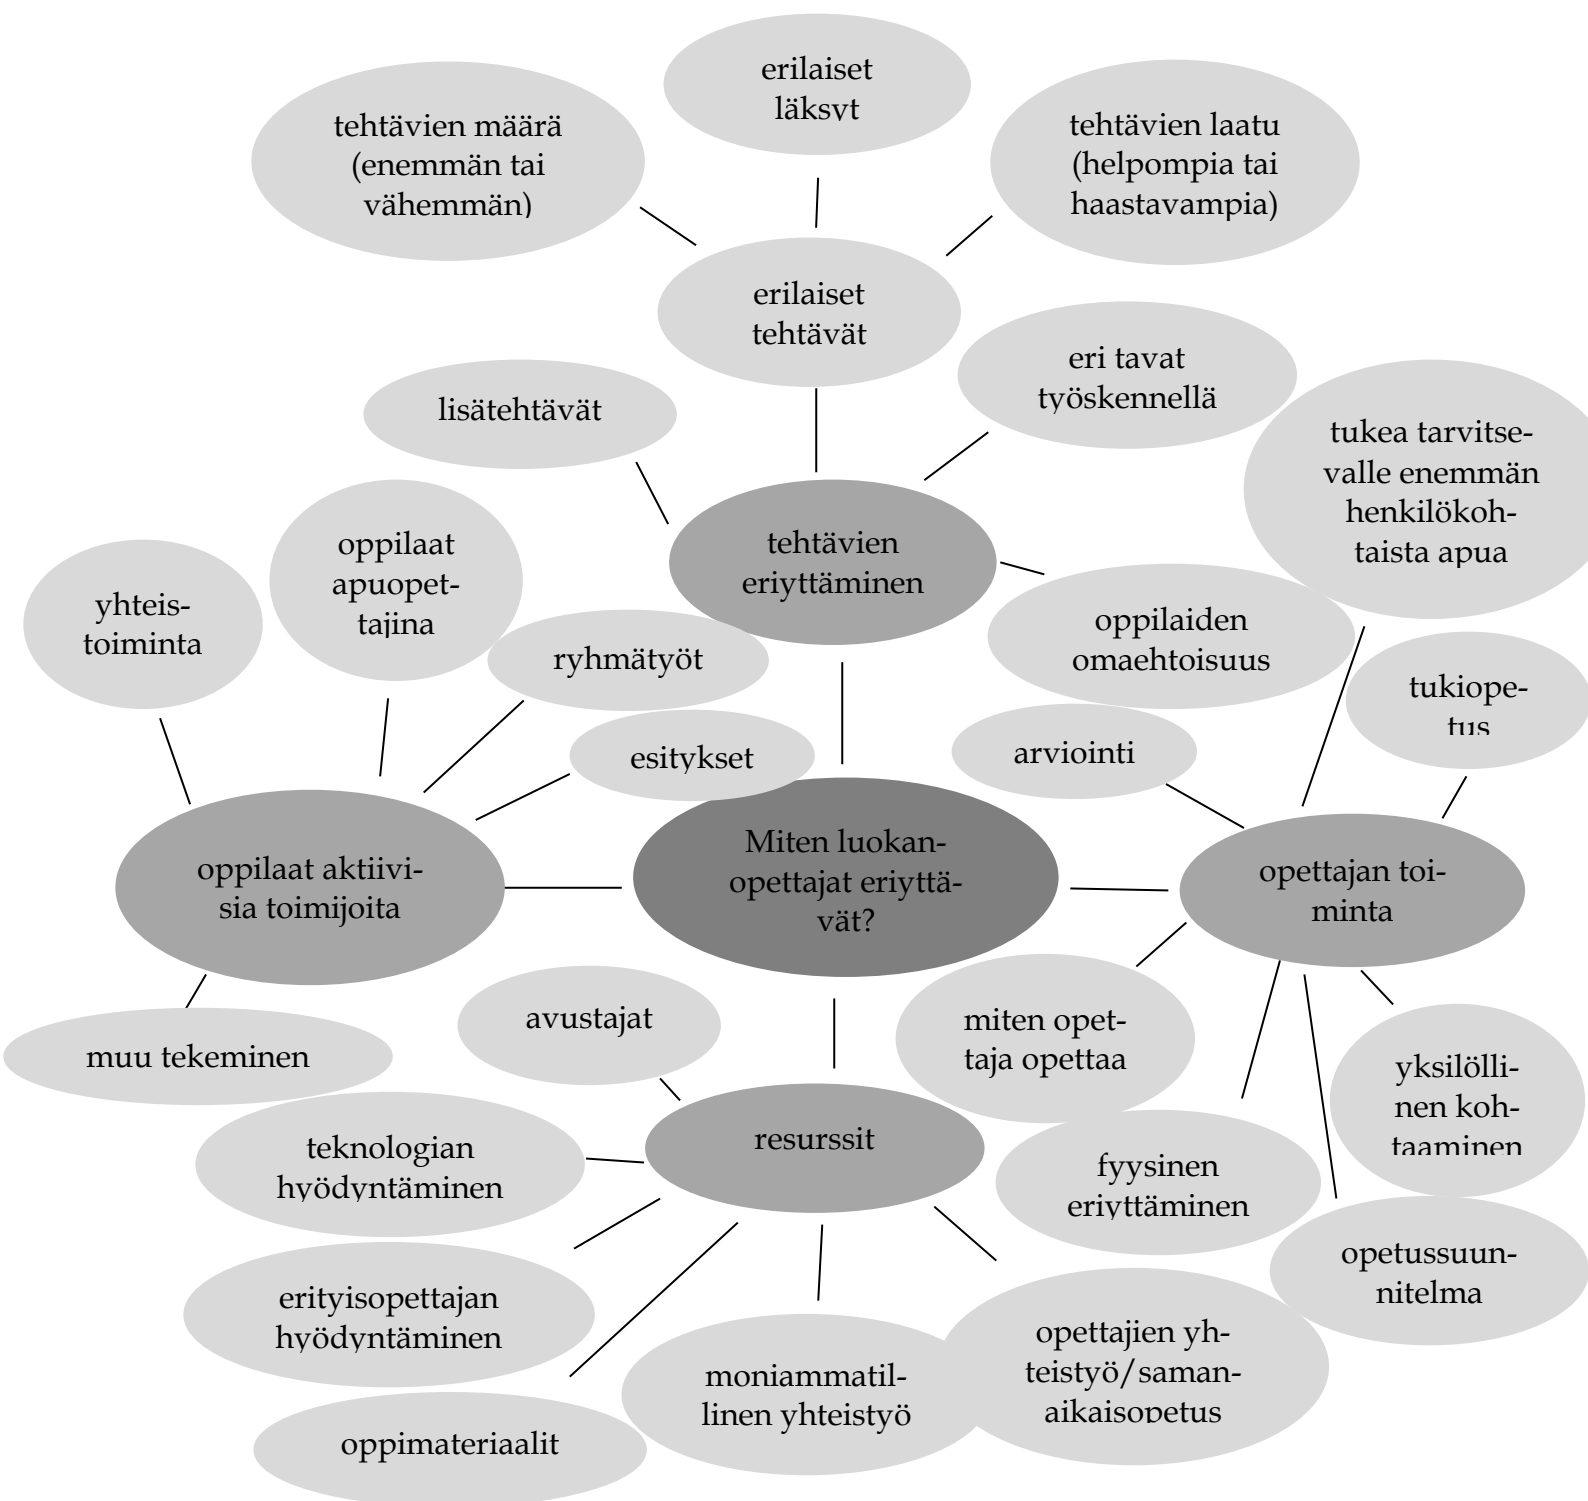 erilaiset
läksyt
tehtävien määrä
(enemmän tai
vähemmän)
tehtävien laatu
(helpompia tai
haastavampia)
erilaiset
tehtävät
eri tavat
työskennellä
lisätehtävät
tukea tarvitse-
valle enemmän
henkilökoh-
taista apua
tehtävien
eriyttäminen
oppilaat
apuopet-
tajina
yhteis-
toiminta
ryhmätyöt
oppilaiden
omaehtoisuus
tukiope-
tus
esitykset
arviointi
Miten luokan-
opettajat eriyttä-
vät?
oppilaat aktiivi-
sia toimijoita
opettajan toi-
minta
avustajat
miten opet-
taja opettaa
muu tekeminen
yksilölli-
nen koh-
taaminen
resurssit
teknologian
hyödyntäminen
fyysinen
eriyttäminen
opetussuun-
nitelma
erityisopettajan
hyödyntäminen
opettajien yh-
teistyö/saman-
aikaisopetus
moniammatil-
linen yhteistyö
oppimateriaalit